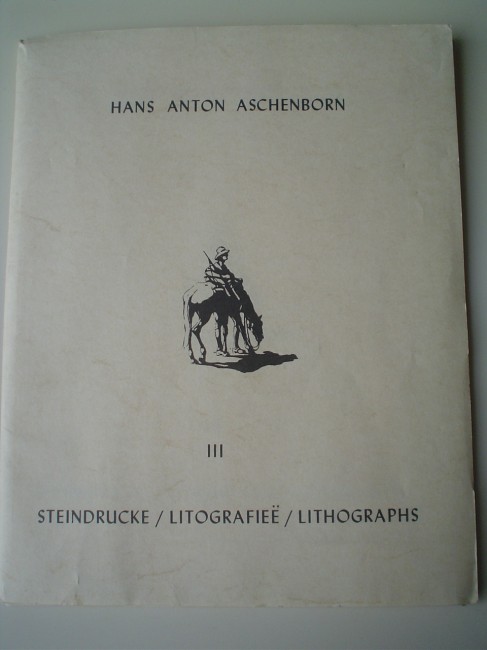 HANS ANTON ASCHENBORN
III
STEINDRUCKE / LITOGRAFIEË / LITHOGRAPHS